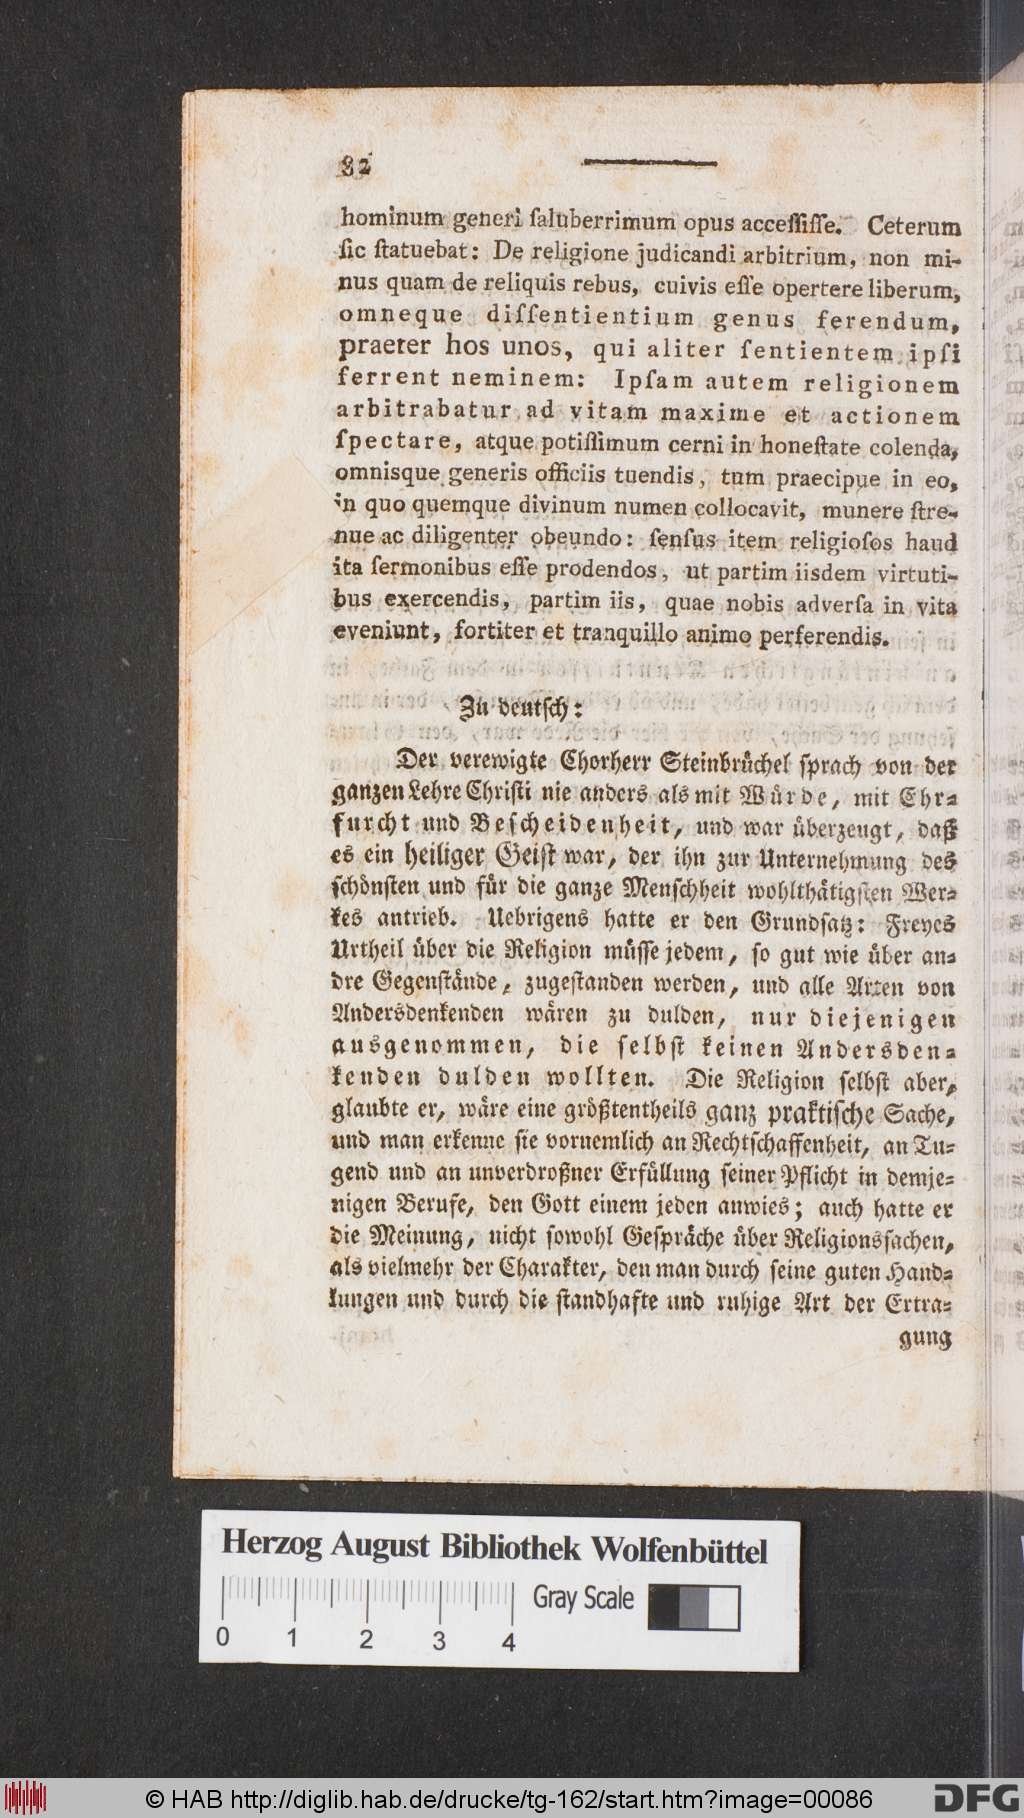 82
hominum generi ſaluberrimum opus acceſſiſſe. Ceterum
ſic ſtatuebat: De religione judicandi arbitrium, non mi-
nus quam de reliquis rebus, cuivis eſſe opertere liberum,
omneque diſſentientium genus ferendum,
praeter hos unos, qui aliter ſentientem ipſi
ferrent neminem: Ipſam autem religionem
arbitrabatur ad vitam maxime et actionem
ſpectare, atque potiſſimum cerni in honeſtate colenda,
omnisque generis officiis tuendis, tum praecipue in eo,
in quo quemque divinum numen collocavit, munere ſtre-
nue ac diligenter obeundo: ſenſus item religioſos haud
ita ſermonibus eſſe prodendos, ut partim iisdem virtuti-
bus exercendis, partim iis, quae nobis adverſa in vita
eveniunt, fortiter et tranquillo animo perferendis.
Zu deutſch:
Der verewigte Chorherr Steinbrüchel ſprach von der
ganzen Lehre Chriſti nie anders als mit Würde, mit Ehr-
furcht und Beſcheidenheit, und war überzeugt, daß
es ein heiliger Geiſt war, der ihn zur Unternehmung des
ſchönſten und für die ganze Menſchheit wohlthätigſten Wer-
kes antrieb. Uebrigens hatte er den Grundſatz: Freyes
Urtheil über die Religion müſſe jedem, ſo gut wie über an-
dre Gegenſtände, zugeſtanden werden, und alle Arten von
Andersdenkenden wären zu dulden, nur diejenigen
ausgenommen, die ſelbſt keinen Andersden-
kenden dulden wollten. Die Religion ſelbſt aber,
glaubte er, wäre eine größtentheils ganz praktiſche Sache,
und man erkenne ſie vornemlich an Rechtſchaffenheit, an Tu-
gend und an unverdroßner Erfüllung ſeiner Pflicht in demje-
nigen Berufe, den Gott einem jeden anwies; auch hatte er
die Meinung, nicht ſowohl Geſpräche über Religionsſachen,
als vielmehr der Charakter, den man durch ſeine guten Hand-
lungen und durch die ſtandhafte und ruhige Art der Ertra-
gung
Herzog August Bibliothek Wolfenbüttel
Gray Scale
0 1 2 3 4
© HAB http://diglib.hab.de/drucke/tg-162/start.htm?image=00086
DFG